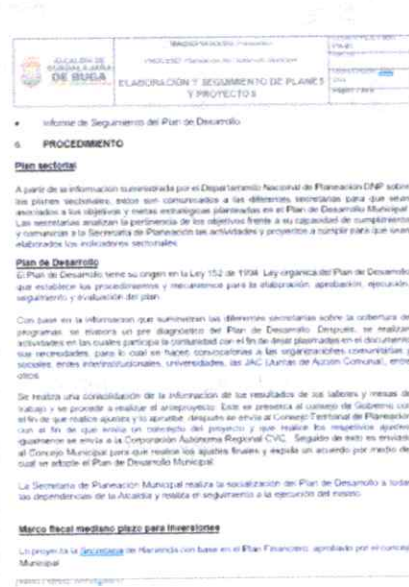 ALCALDÍA DE
GUADALAJARA
DE BUGA
ELABORACIÓN Y SEGUIMIENTO DE PLANES
Y PROYECTOS
• Informe de Seguimiento del Plan de Desarrollo.
6. PROCEDIMIENTO
Plan sectorial
A partir de la información suministrada por el Departamento Nacional de Planeación DNP sobre
los planes sectoriales, estos son comunicados a las diferentes secretarías para que sean
asociados a los objetivos y metas estratégicas planteadas en el Plan de Desarrollo Municipal.
Las secretarías analizan la pertinencia de los objetivos frente a su capacidad de cumplimiento
y comunican a la Secretaría de Planeación las actividades y proyectos a cumplir para que sean
elaborados los indicadores sectoriales.
Plan de Desarrollo
El Plan de Desarrollo tiene su origen en la Ley 152 de 1994. Ley orgánica del Plan de Desarrollo
que establece los procedimientos y mecanismos para la elaboración, aprobación, ejecución,
seguimiento y evaluación del plan.
Con base en la información que suministran las diferentes secretarías sobre la cobertura de
programas, se elabora un pre diagnóstico del Plan de Desarrollo. Después, se realizan
actividades en las cuales participa la comunidad con el fin de dejar plasmadas en el documento
sus necesidades, para lo cual se hacen convocatorias a las organizaciones comunitarias y
sociales, entes interinstitucionales, universidades, las JAC (Juntas de Acción Comunal), entre
otros.
Se realiza una consolidación de la información de los resultados de los talleres y mesas de
trabajo y se procede a realizar el anteproyecto. Este se presenta al consejo de Gobierno con
el fin de que realice ajustes y lo apruebe, después se envía al Consejo Territorial de Planeación
con el fin de que emita un concepto del proyecto y que realice los respectivos ajustes
igualmente se envía a la Corporación Autónoma Regional CVC. Seguido de esto es enviado
al Concejo Municipal para que realice los ajustes finales y expida un acuerdo por medio del
cual se adopte el Plan de Desarrollo Municipal.
La Secretaría de Planeación Municipal realiza la socialización del Plan de Desarrollo a todas
las dependencias de la Alcaldía y realiza el seguimiento a la ejecución del mismo.
Marco fiscal mediano plazo para Inversiones
Lo proyecta la Secretaría de Hacienda con base en el Plan Financiero, aprobado por el concejo
Municipal